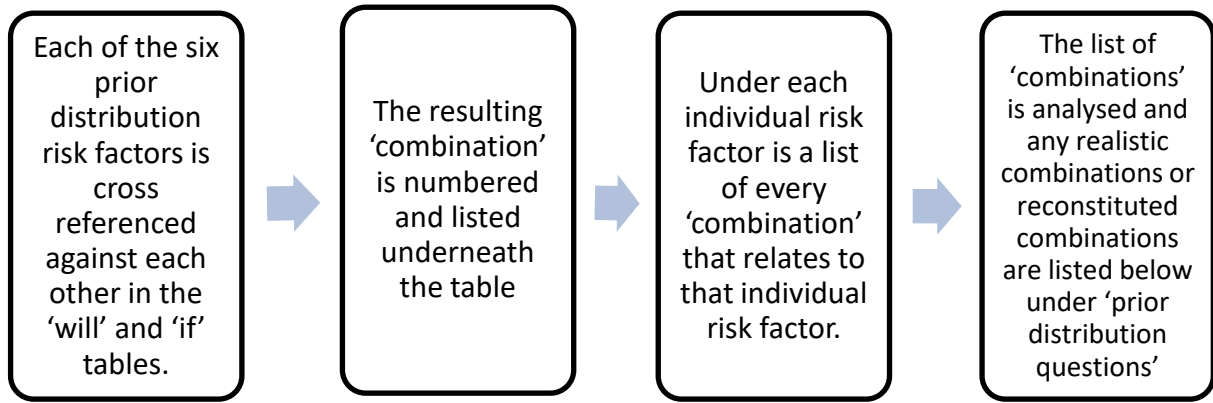 Each of the six
prior
distribution
risk factors is
cross
referenced
against each
other in the
‘will’ and ‘if’
tables.
The resulting
‘combination’
is numbered
and listed
underneath
the table
Under each
individual risk
factor is a list
of every
‘combination’
that relates to
that individual
risk factor.
The list of
‘combinations’
is analysed and
any realistic
combinations or
reconstituted
combinations
are listed below
under ‘prior
distribution
questions’